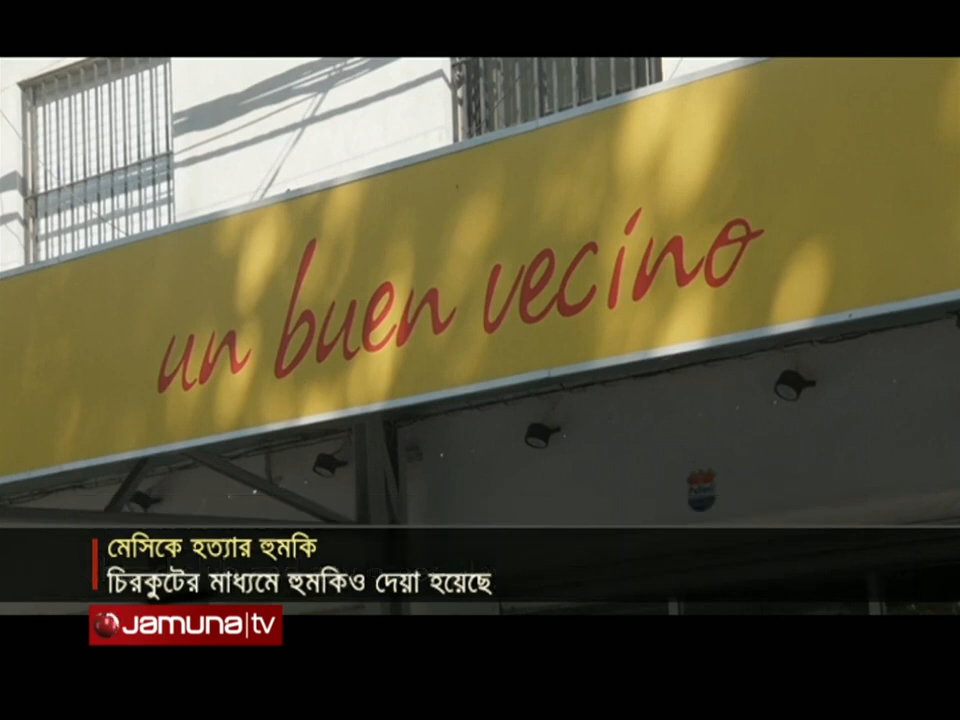 un buen vecino
মেসিকে হত্যার হুমকি
চিরকুটের মাধ্যমে হুমকিও দেয়া হয়েছে
Jamuna|tv